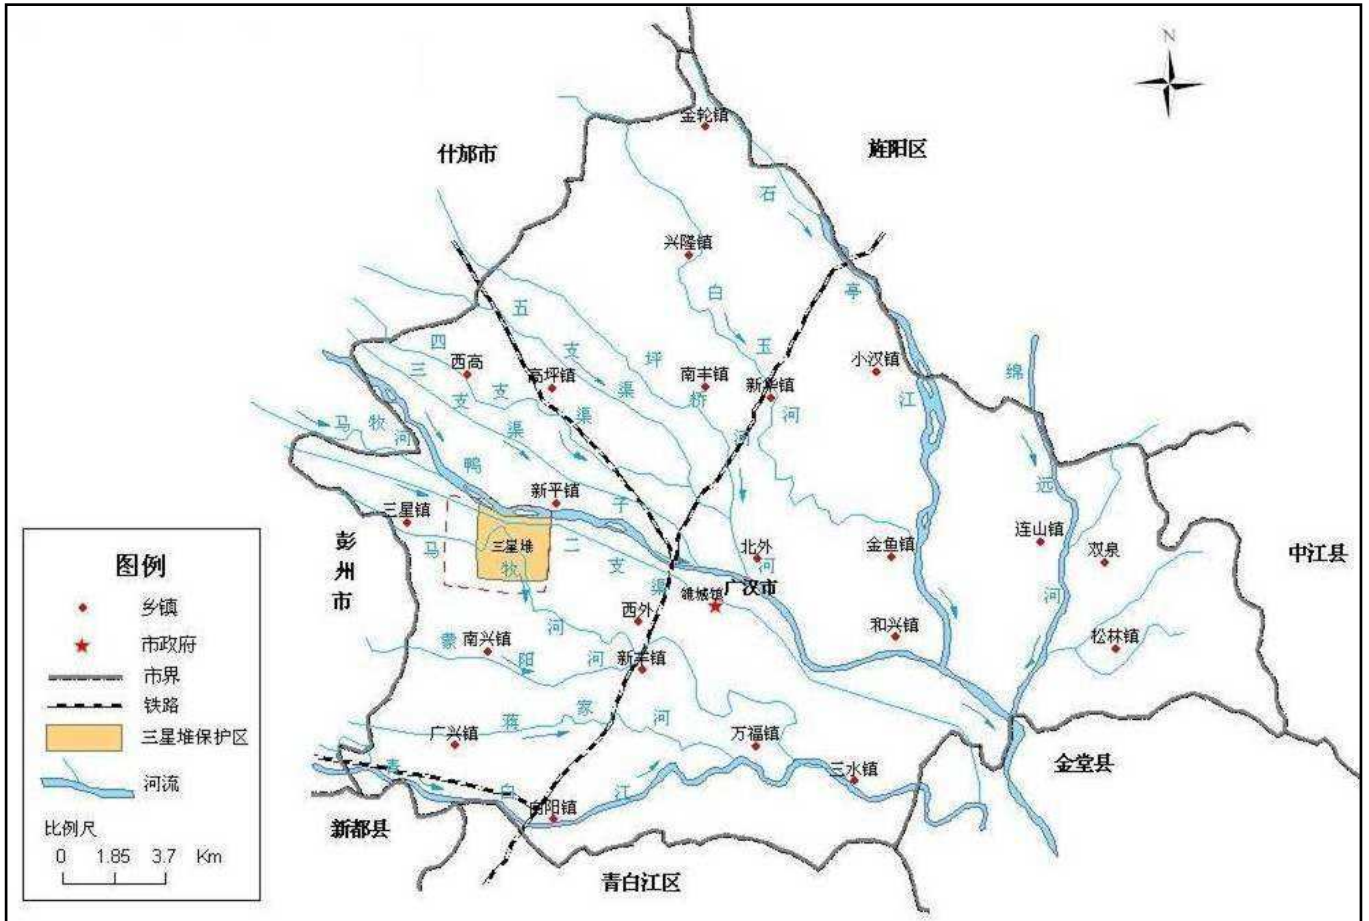 N
金轮镇
什邡市
旌阳区
石
兴隆镇
白
亭
五
四
支
坪
玉
小汉镇
绵
西高
三
高坪镇
渠
南丰镇
桥
新华镇
支
支
渠
江
马
牧
河
渠
河
河
鸭
远
新平镇
三星镇
子
连山镇
彭
州
市
马
三星堆
二
北外
金鱼镇
双泉
中江县
牧
支
河
渠
广汉市
雒城镇
河
西外
河
和兴镇
松林镇
蒙
南兴镇
阳
河
新丰镇
蒋
家
河
广兴镇
万福镇
青
金堂县
三水镇
白
江
向阳镇
新都县
青白江区
图例
乡镇
市政府
市界
铁路
三星堆保护区
河流
比例尺
0 1.85 3.7 Km